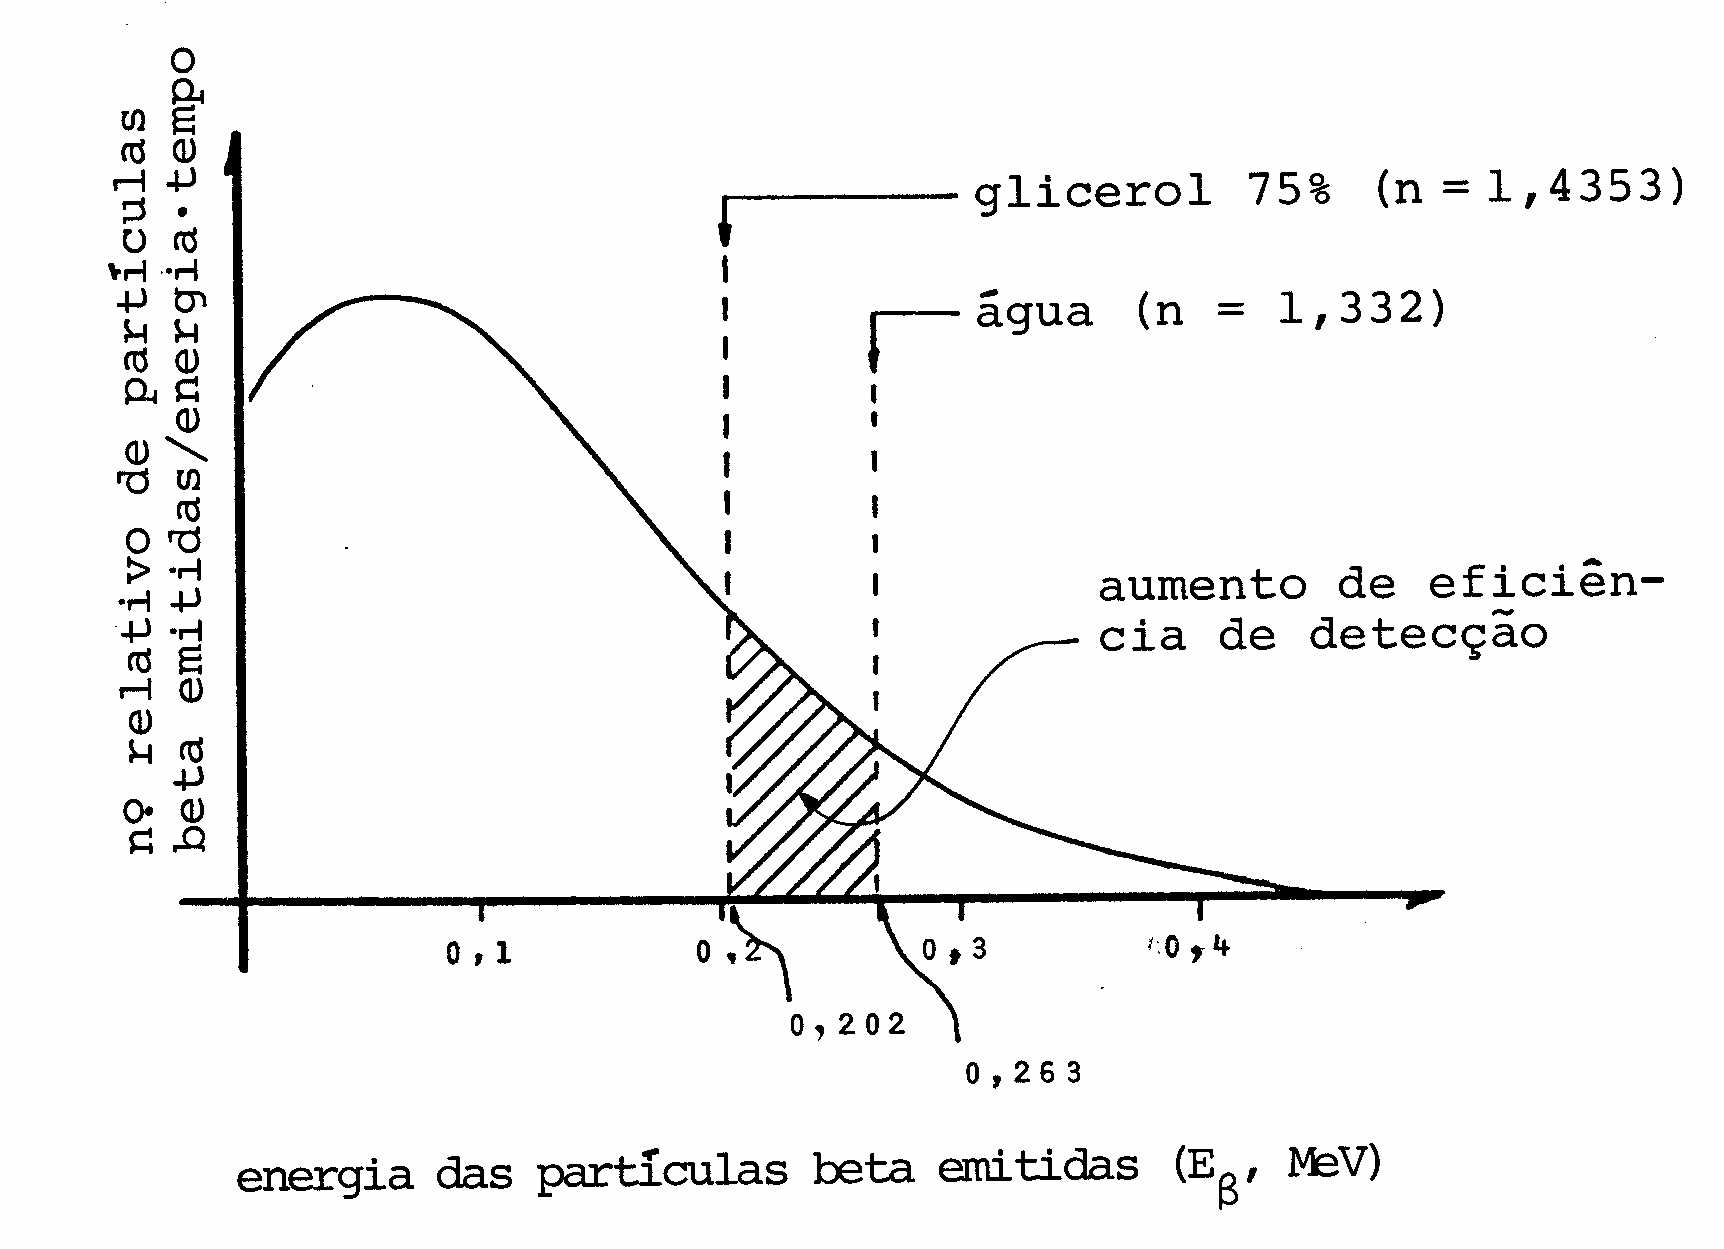 nº relativo de partículas
beta emitidas/energia·tempo
glicerol 75% (n = 1,4353)
água (n = 1,332)
aumento de eficiên-
cia de detecção
0,1
0,2
0,3
0,4
0,202
0,263
energia das partículas beta emitidas (Eβ, MeV)